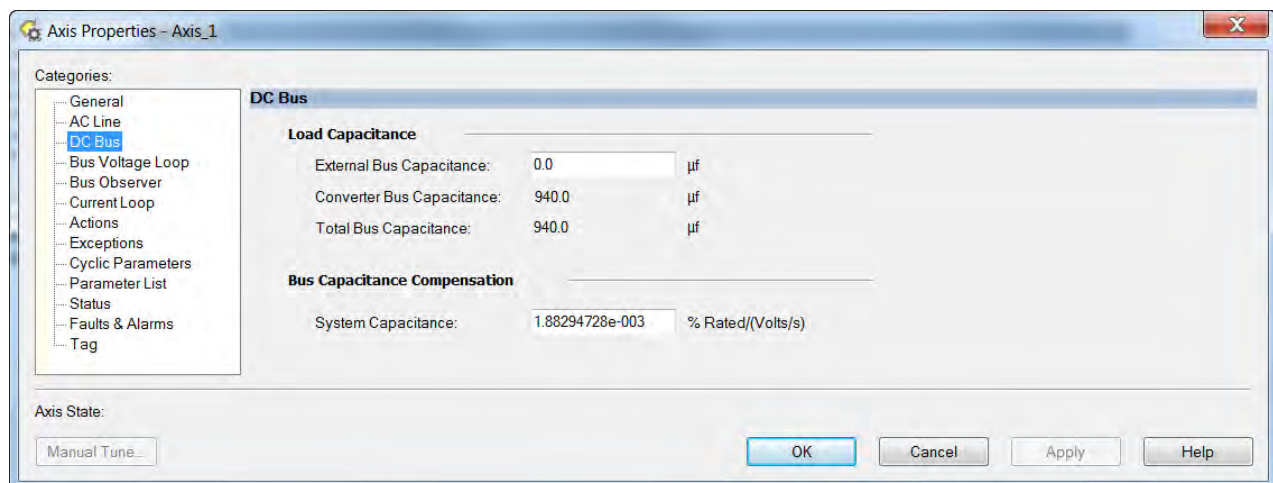 Axis Properties - Axis_1
X
Categories:
General
AC Line
DC Bus
Bus Voltage Loop
Bus Observer
Current Loop
Actions
Exceptions
Cyclic Parameters
Parameter List
Status
Faults & Alarms
Tag
DC Bus
Load Capacitance
External Bus Capacitance: 0.0 µf
Converter Bus Capacitance: 940.0 µf
Total Bus Capacitance: 940.0 µf
Bus Capacitance Compensation
System Capacitance: 1.88294728e-003 % Rated/(Volts/s)
Axis State:
Manual Tune... OK Cancel Apply Help